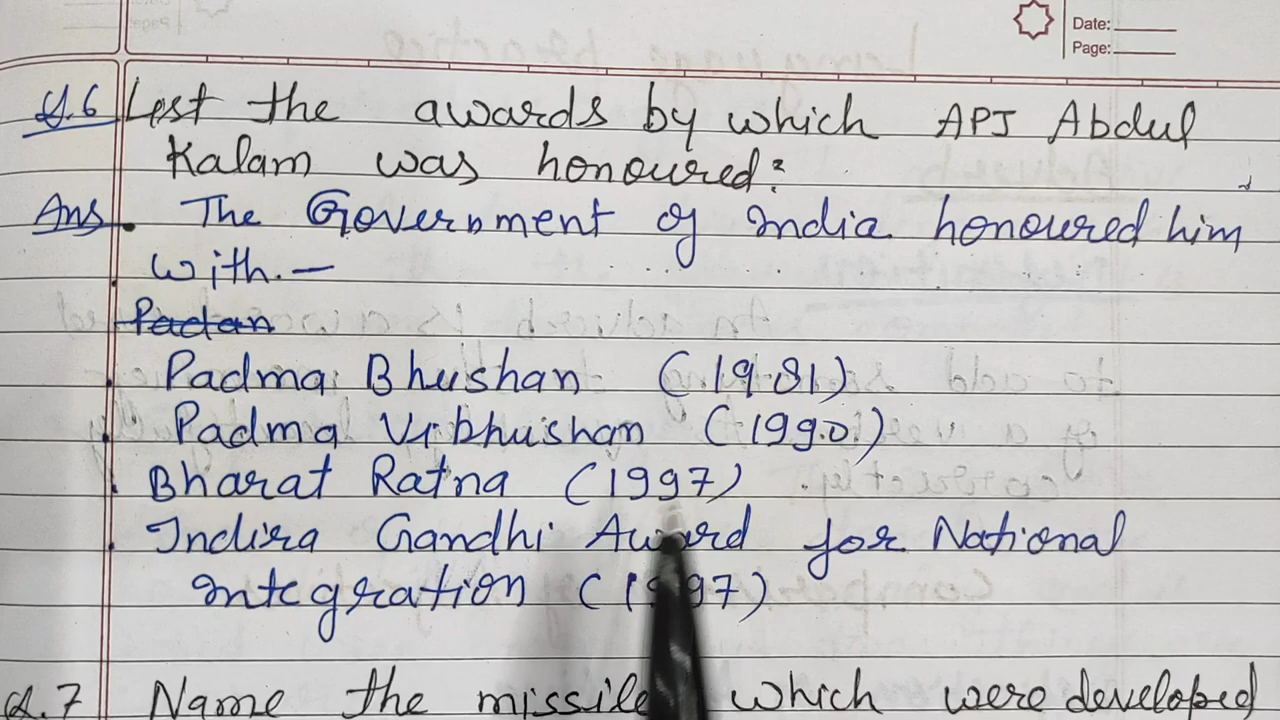 Date:
Page:
Q.6 List the awards by which APJ Abdul
Kalam was honoured?
Ans. The Government of India honoured him
with.—
Padan
Padma Bhushan (1981)
Padma Vibhushan (1990)
Bharat Ratna (1997)
Indira Gandhi Award for National
Integration (1997)
Q.7 Name the missile which were developed